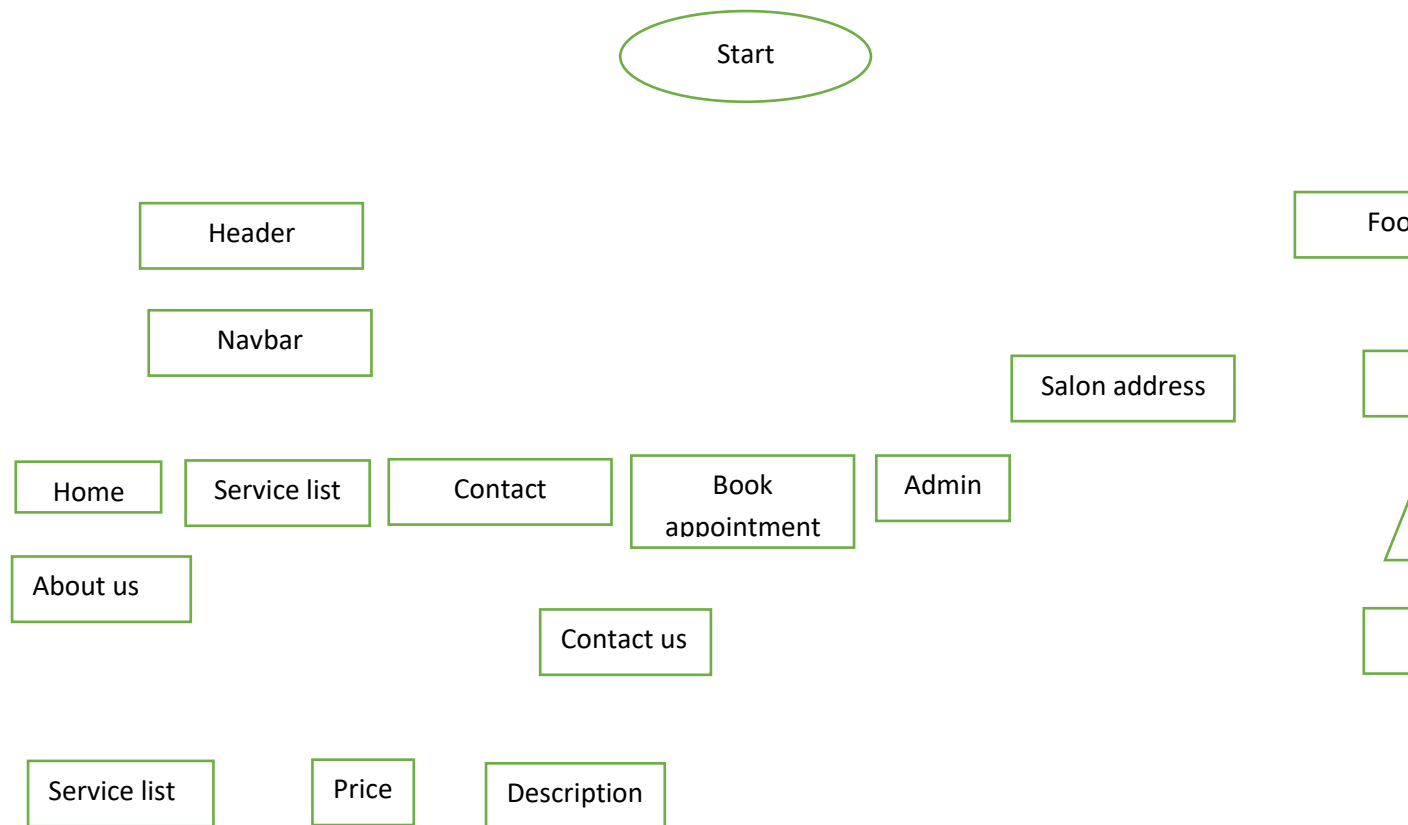 Start
Header
Foo
Navbar
Salon address
Home
Service list
Contact
Book
appointment
Admin
About us
Contact us
Service list
Price
Description